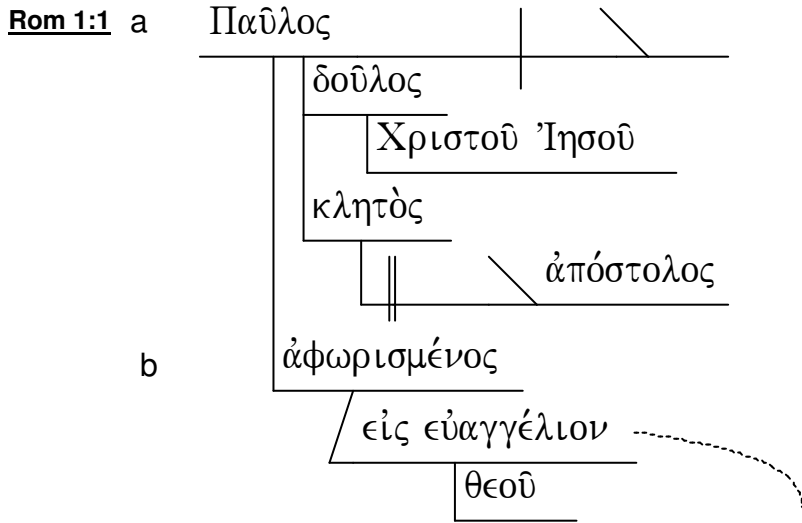 Rom 1:1 a Παῦλος
δοῦλος
Χριστοῦ Ἰησοῦ
κλητὸς
ἀπόστολος
b ἀφωρισμένος
εἰς εὐαγγέλιον
θεοῦ